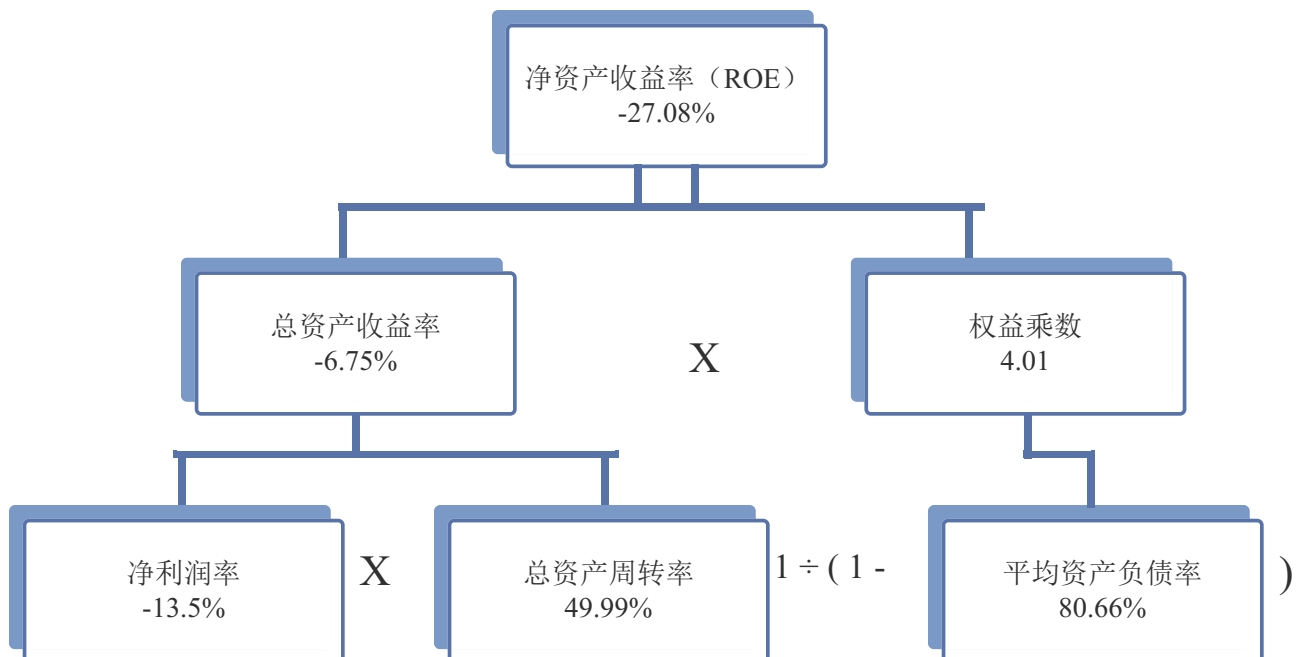 净资产收益率（ROE）
-27.08%
总资产收益率
-6.75%
X
权益乘数
4.01
净利润率
-13.5%
X
总资产周转率
49.99%
1 ÷ ( 1 -
平均资产负债率
80.66%
)